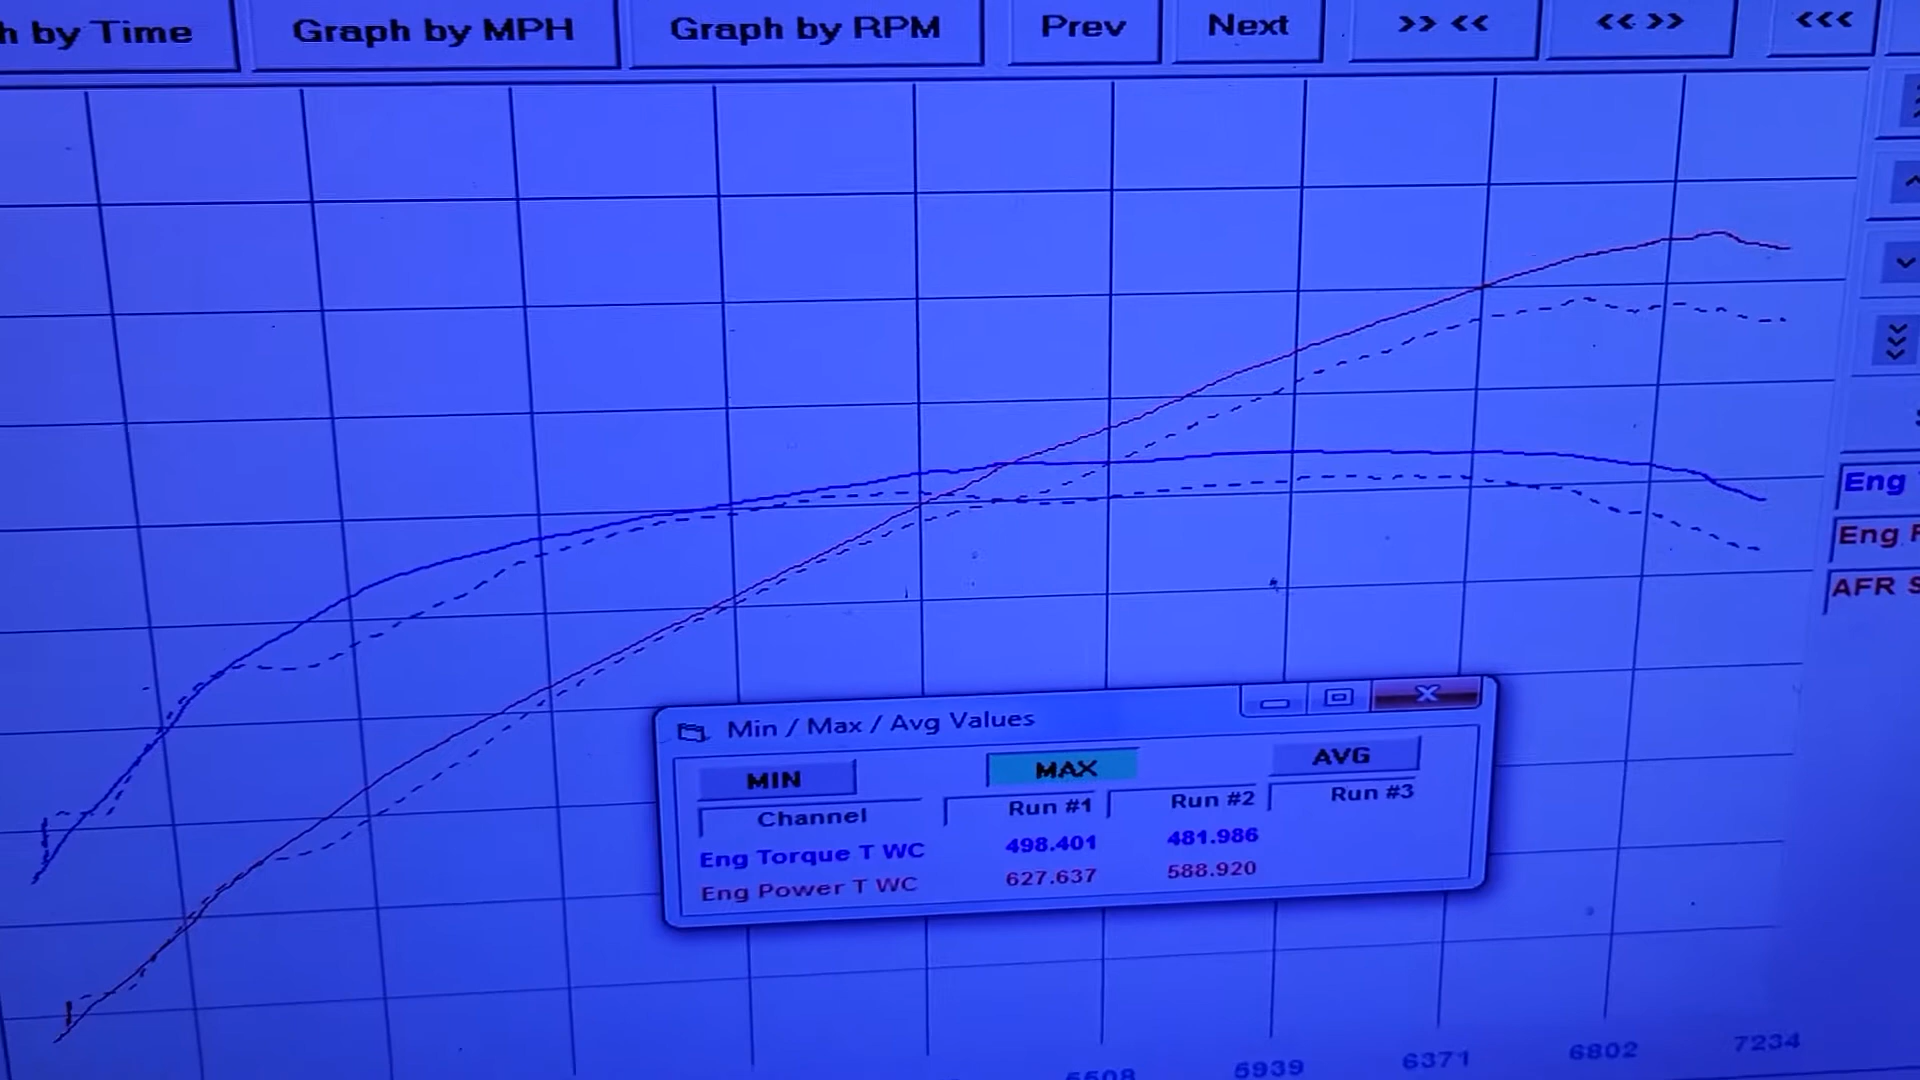 h by Time
Graph by MPH
Graph by RPM
Prev
Next
>> <<
<< >>
<<<
Eng
Eng
AFR
Min / Max / Avg Values
MIN
MAX
AVG
Channel
Run #1
Run #2
Run #3
Eng Torque T WC
498.401
481.986
Eng Power T WC
627.637
588.920
5508
5939
6371
6802
7234